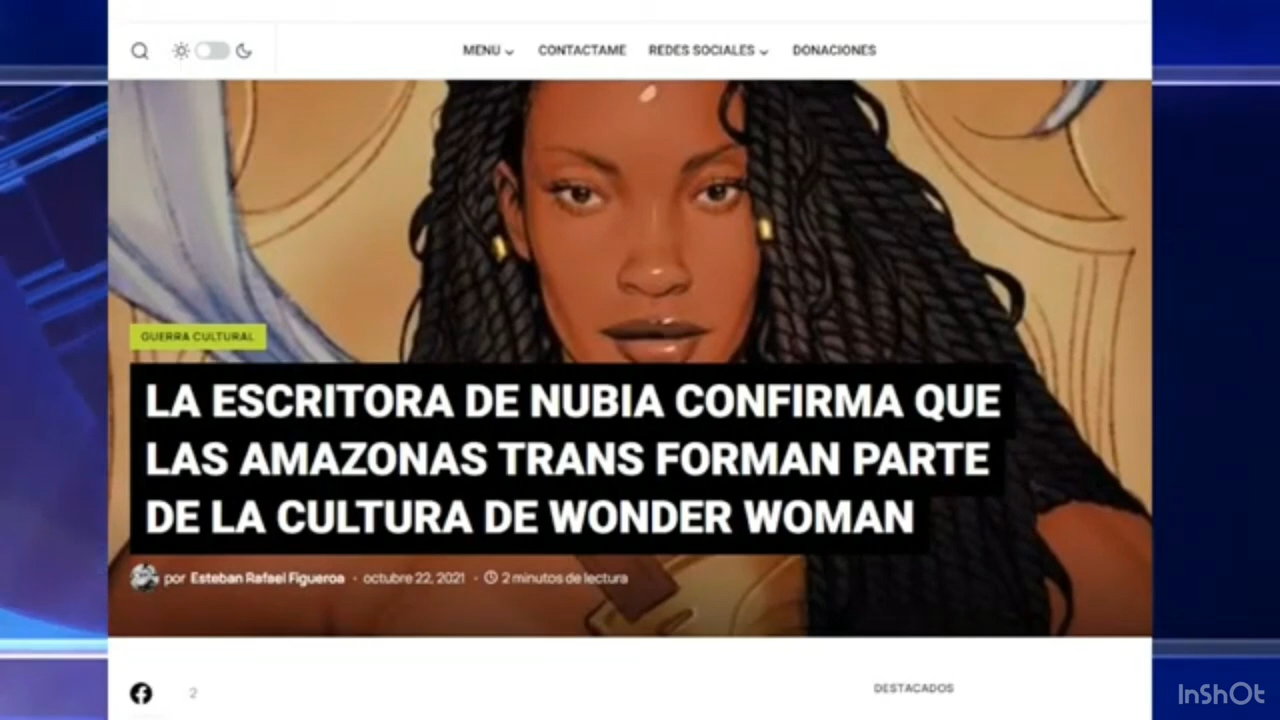 MENU CONTACTAME REDES SOCIALES DONACIONES
GUERRA CULTURAL
LA ESCRITORA DE NUBIA CONFIRMA QUE
LAS AMAZONAS TRANS FORMAN PARTE
DE LA CULTURA DE WONDER WOMAN
por Esteban Rafael Figueroa · octubre 22, 2021 · 2 minutos de lectura
2
DESTACADOS
InShOt